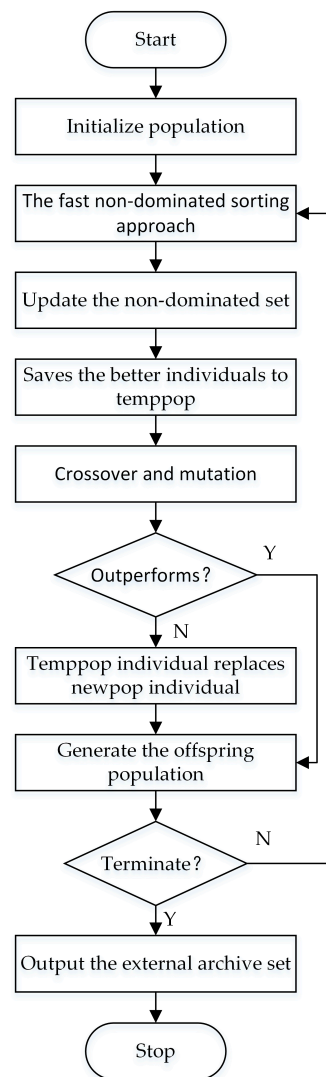 Start
Initialize population
The fast non-dominated sorting
approach
Update the non-dominated set
Saves the better individuals to
temppop
Crossover and mutation
Outperforms?
Y
N
Temppop individual replaces
newpop individual
Generate the offspring
population
Terminate?
N
Y
Output the external archive set
Stop